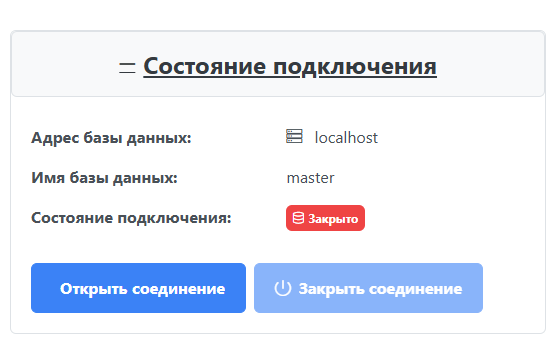 Состояние подключения
Адрес базы данных: localhost
Имя базы данных: master
Состояние подключения: Закрыто
Открыть соединение Закрыть соединение